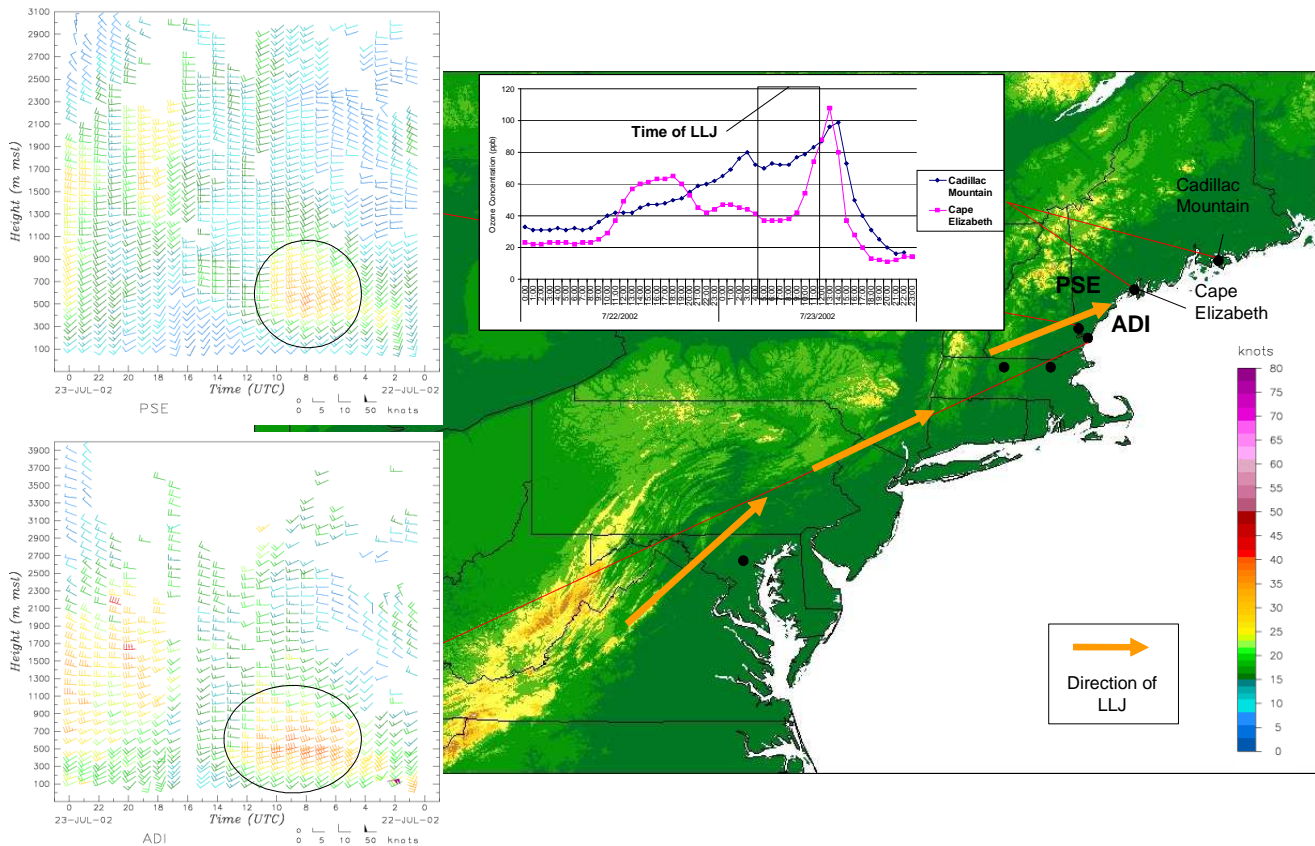 3100
2900
2700
2500
2300
2100
1900
1700
1500
1300
1100
900
700
500
300
100
Height (m msl)
0 22 20 18 16 14 12 10 8 6 4 2 0
23-JUL-02 Time (UTC) 22-JUL-02
PSE
0 5 10 50 knots
3900
3700
3500
3300
3100
2900
2700
2500
2300
2100
1900
1700
1500
1300
1100
900
700
500
300
100
Height (m msl)
0 22 20 18 16 14 12 10 8 6 4 2 0
23-JUL-02 Time (UTC) 22-JUL-02
ADI
0 5 10 50 knots
120
100
80
60
40
20
0
Ozone Concentration (ppb)
Time of LLJ
7/22/2002 7/23/2002
Cadillac
Mountain
Cape
Elizabeth
Cadillac
Mountain
PSE
Cape
Elizabeth
ADI
knots
80
75
70
65
60
55
50
45
40
35
30
25
20
15
10
5
0
Direction of
LLJ